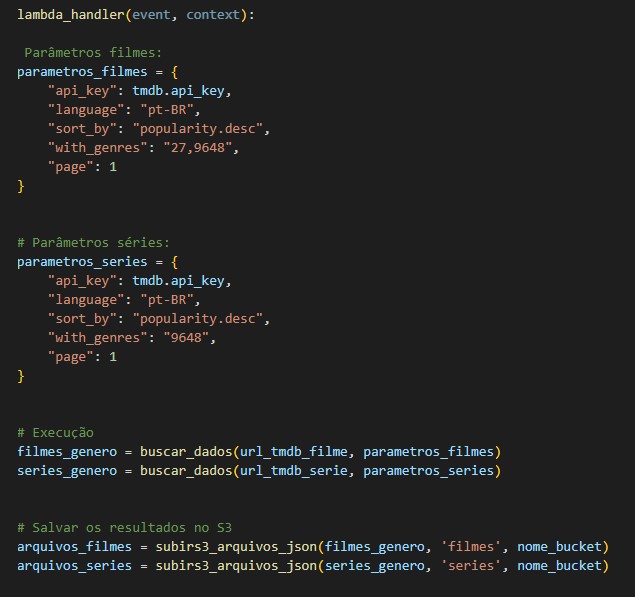 lambda_handler(event, context):
Parâmetros filmes:
parametros_filmes = {
"api_key": tmdb.api_key,
"language": "pt-BR",
"sort_by": "popularity.desc",
"with_genres": "27,9648",
"page": 1
}
# Parâmetros séries:
parametros_series = {
"api_key": tmdb.api_key,
"language": "pt-BR",
"sort_by": "popularity.desc",
"with_genres": "9648",
"page": 1
}
# Execução
filmes_genero = buscar_dados(url_tmdb_filme, parametros_filmes)
series_genero = buscar_dados(url_tmdb_serie, parametros_series)
# Salvar os resultados no S3
arquivos_filmes = subirs3_arquivos_json(filmes_genero, 'filmes', nome_bucket)
arquivos_series = subirs3_arquivos_json(series_genero, 'series', nome_bucket)